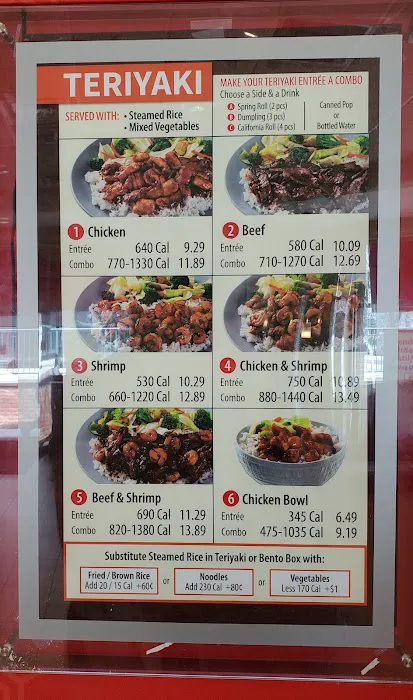 TERIYAKI
SERVED WITH: • Steamed Rice
• Mixed Vegetables
MAKE YOUR TERIYAKI ENTRÉE A COMBO
Choose a Side & a Drink
A Spring Roll (2 pcs)
B Dumpling (3 pcs)
C California Roll (4 pcs)
Canned Pop
or
Bottled Water
1 Chicken
Entrée 640 Cal 9.29
Combo 770-1330 Cal 11.89
2 Beef
Entrée 580 Cal 10.09
Combo 710-1270 Cal 12.69
3 Shrimp
Entrée 530 Cal 10.29
Combo 660-1220 Cal 12.89
4 Chicken & Shrimp
Entrée 750 Cal 10.89
Combo 880-1440 Cal 13.49
5 Beef & Shrimp
Entrée 690 Cal 11.29
Combo 820-1380 Cal 13.89
6 Chicken Bowl
Entrée 345 Cal 6.49
Combo 475-1035 Cal 9.19
Substitute Steamed Rice in Teriyaki or Bento Box with:
Fried / Brown Rice
Add 20 / 15 Cal +60¢
or
Noodles
Add 230 Cal +80¢
or
Vegetables
Less 170 Cal +$1